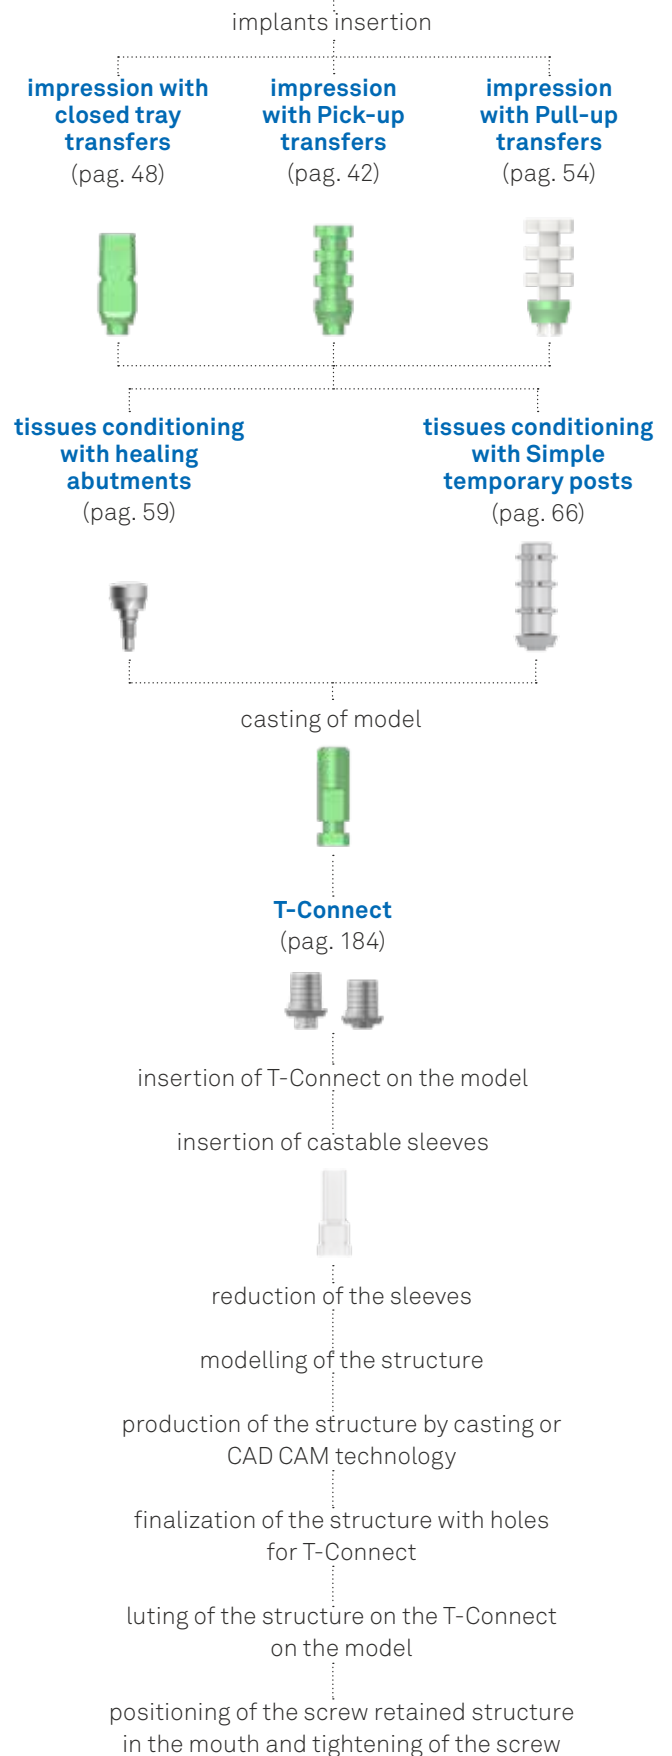 implants insertion
impression with
closed tray
transfers
(pag. 48)
impression
with Pick-up
transfers
(pag. 42)
impression
with Pull-up
transfers
(pag. 54)
tissues conditioning
with healing
abutments
(pag. 59)
tissues conditioning
with Simple
temporary posts
(pag. 66)
casting of model
T-Connect
(pag. 184)
insertion of T-Connect on the model
insertion of castable sleeves
reduction of the sleeves
modelling of the structure
production of the structure by casting or
CAD CAM technology
finalization of the structure with holes
for T-Connect
luting of the structure on the T-Connect
on the model
positioning of the screw retained structure
in the mouth and tightening of the screw